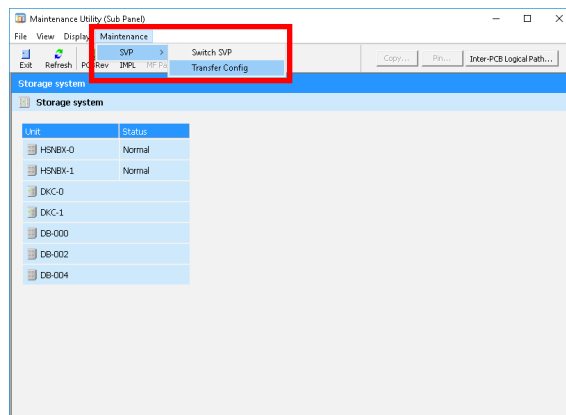 Maintenance Utility (Sub Panel)
File View Display Maintenance
SVP > Switch SVP
Transfer Config
Exit Refresh Rev IMPL MF Copy... Pin... Inter-PCB Logical Path...
Storage system
Storage system
Unit Status
HSNBX-0 Normal
HSNBX-1 Normal
DKC-0
DKC-1
DB-000
DB-002
DB-004